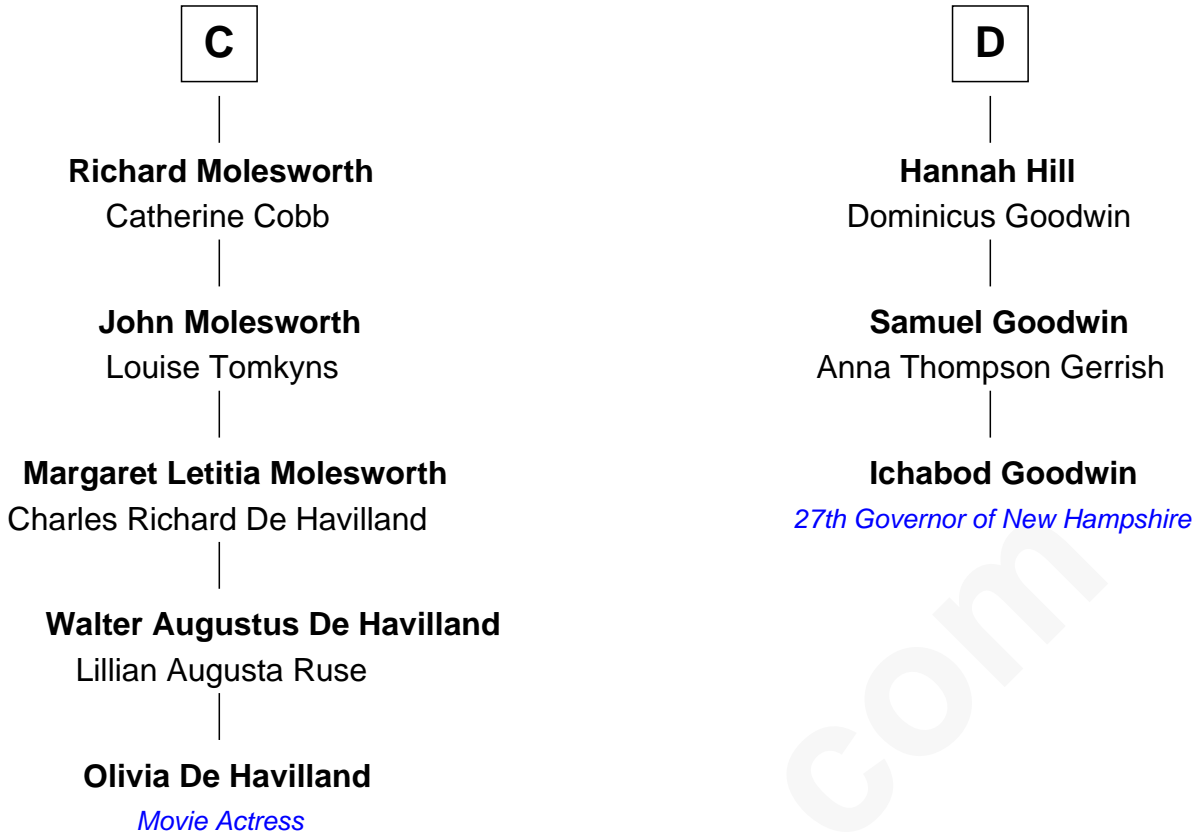 C
Richard Molesworth
Catherine Cobb
John Molesworth
Louise Tomkyns
Margaret Letitia Molesworth
Charles Richard De Havilland
Walter Augustus De Havilland
Lillian Augusta Ruse
Olivia De Havilland
Movie Actress
D
Hannah Hill
Dominicus Goodwin
Samuel Goodwin
Anna Thompson Gerrish
Ichabod Goodwin
27th Governor of New Hampshire
com